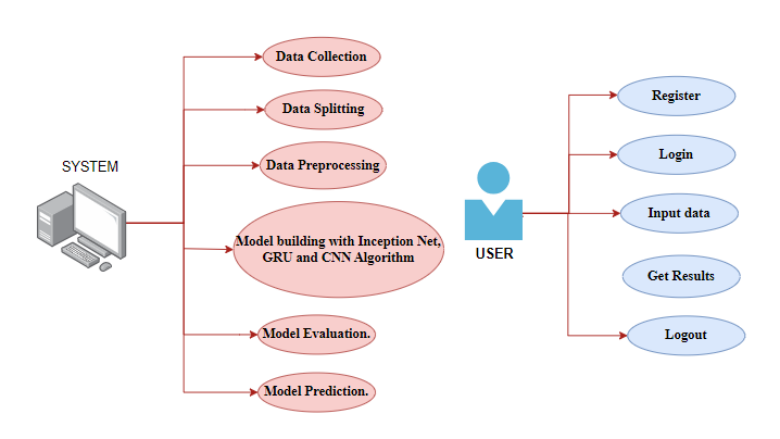 SYSTEM
Data Collection
Data Splitting
Data Preprocessing
Model building with Inception Net,
GRU and CNN Algorithm
Model Evaluation.
Model Prediction.
USER
Register
Login
Input data
Get Results
Logout